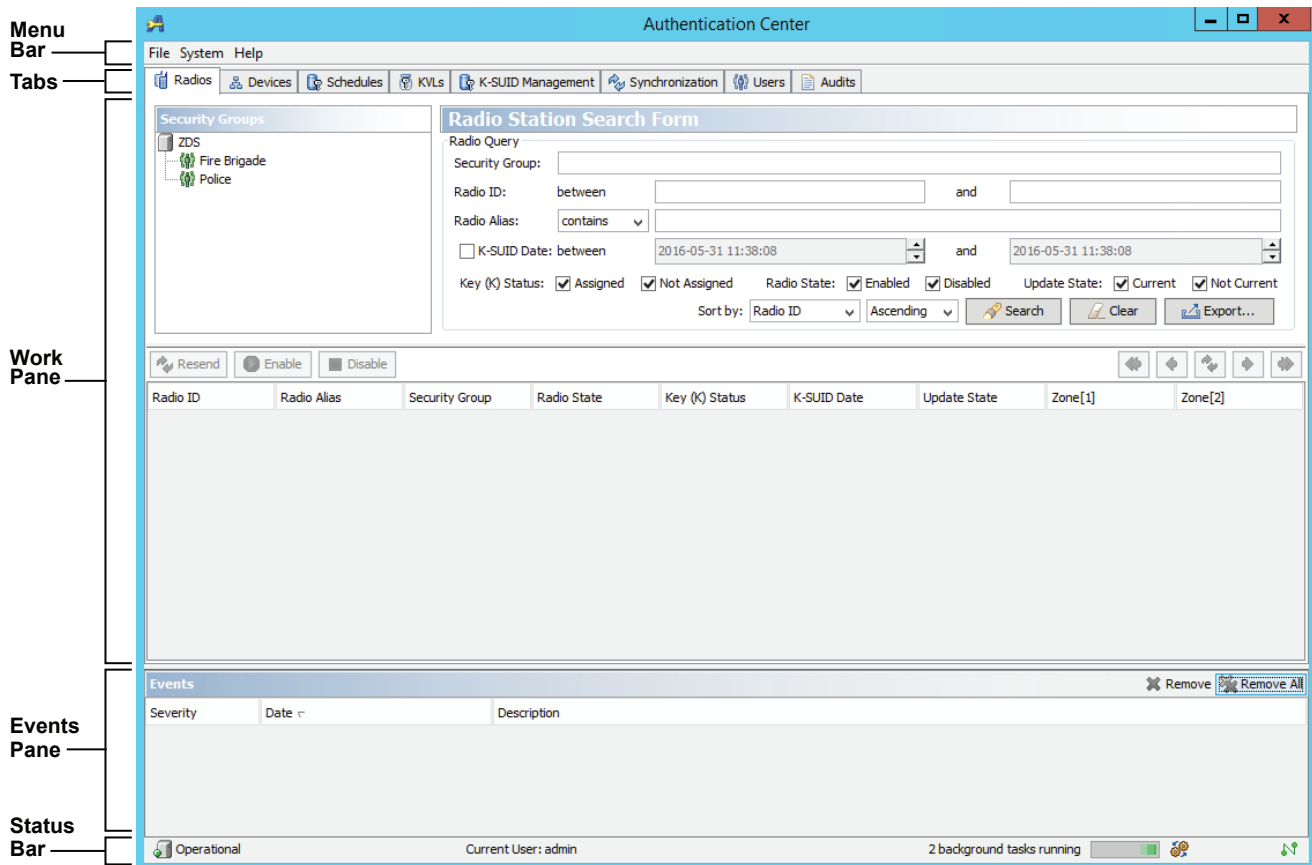 Authentication Center
Menu Bar
File System Help
Tabs
Radios Devices Schedules KVLs K-SUID Management Synchronization Users Audits
Security Groups
ZDS
Fire Brigade
Police
Radio Station Search Form
Radio Query
Security Group:
Radio ID: between and
Radio Alias: contains
K-SUID Date: between 2016-05-31 11:38:08 and 2016-05-31 11:38:08
Key (K) Status: Assigned Not Assigned Radio State: Enabled Disabled Update State: Current Not Current
Sort by: Radio ID Ascending Search Clear Export...
Work Pane
Resend Enable Disable
Radio ID Radio Alias Security Group Radio State Key (K) Status K-SUID Date Update State Zone[1] Zone[2]
Events Remove Remove All
Severity Date Description
Events Pane
Status Bar
Operational Current User: admin 2 background tasks running